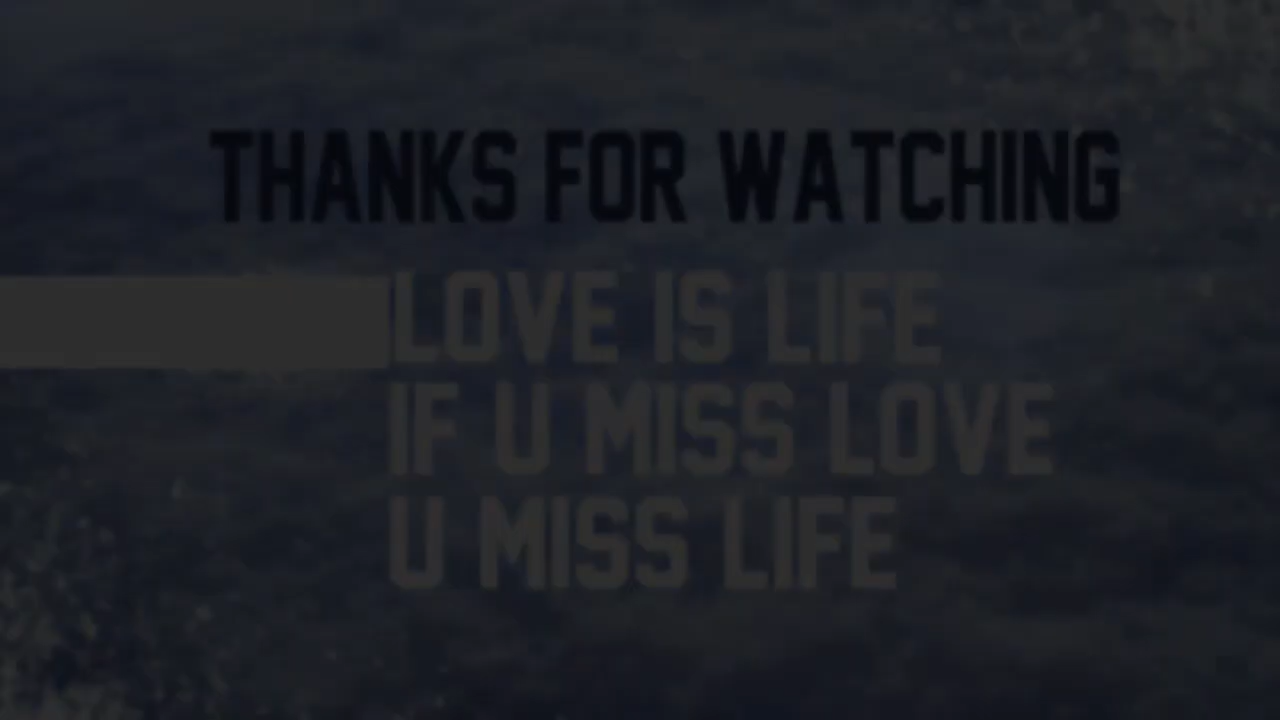 THANKS FOR WATCHING
LOVE IS LIFE
IF U MISS LOVE
U MISS LIFE